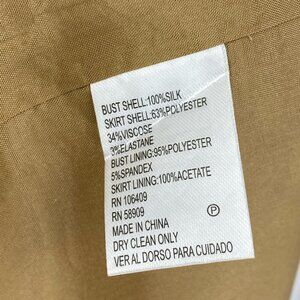 BUST SHELL:100%SILK
SKIRT SHELL:63%POLYESTER
34%VISCOSE
3%ELASTANE
BUST LINING:95%POLYESTER
5%SPANDEX
SKIRT LINING:100%ACETATE
RN 106409
RN 58909
MADE IN CHINA
DRY CLEAN ONLY
VER AL DORSO PARA CUIDADO
P